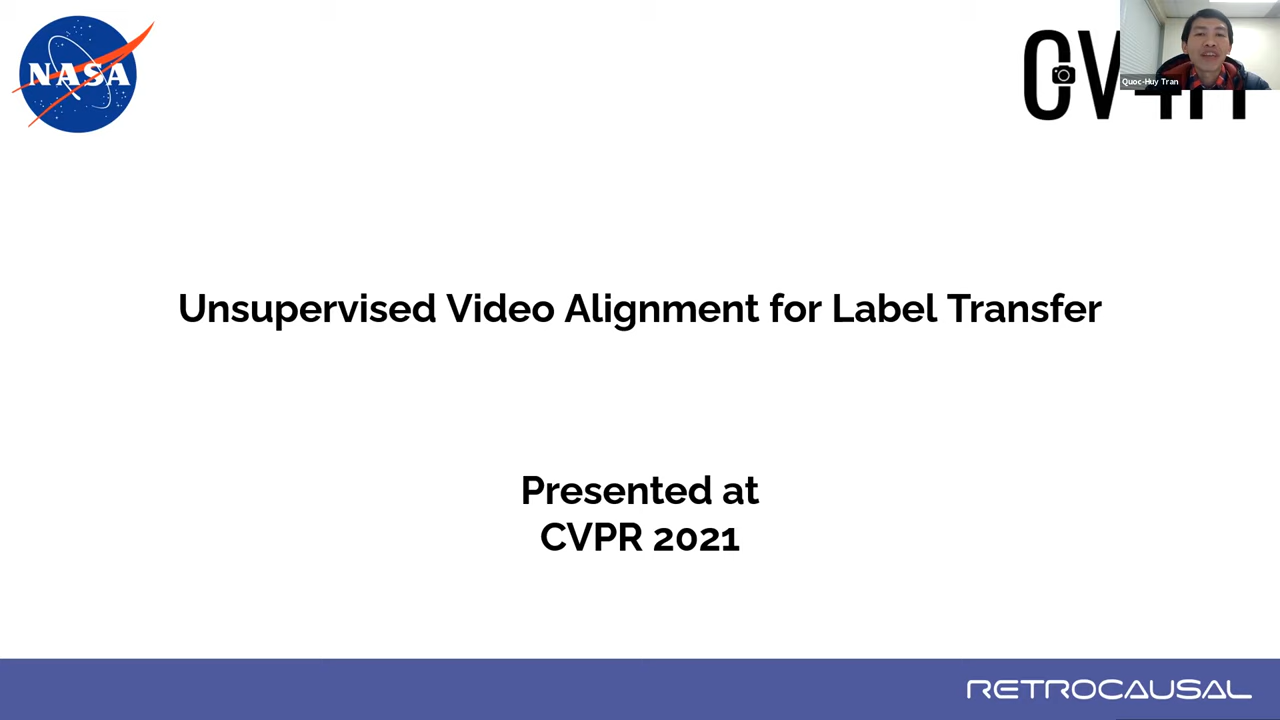 NASA
Quoc-Huy Tran
Unsupervised Video Alignment for Label Transfer
Presented at
CVPR 2021
RETROCAUSAL